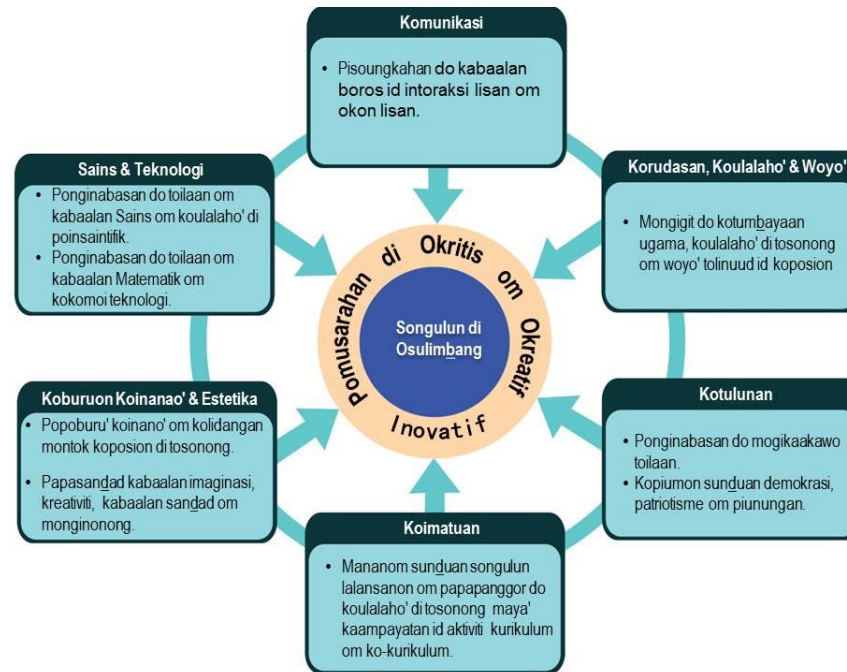 Komunikasi
• Pisoungkahan do kabaalan
boros id intoraksi lisan om
okon lisan.
Sains & Teknologi
• Ponginabasan do toilaan om
kabaalan Sains om koulalaho' di
poinsaintifik.
• Ponginabasan do toilaan om
kabaalan Matematik om
kokomoi teknologi.
Korudasan, Koulalaho' & Woyo'
• Mongigit do kotumbayaan
ugama, koulalaho' di tosonong
om woyo' tolinuud id koposion
Pomusarahan di Okritis om Okreatif
Inovatif
Songulun di
Osulimbang
Koburuon Koinanao' & Estetika
• Popoburu' koinano' om kolidangan
montok koposion di tosonong.
• Papasandad kabaalan imaginasi,
kreativiti, kabaalan sandad om
monginonong.
Kotulunan
• Ponginabasan do mogikaakawo
toilaan.
• Kopiumon sunduan demokrasi,
patriotisme om piunungan.
Koimatuan
• Mananom sunduan songulun
lalansanon om papapanggor do
koulalaho' di tosonong maya'
kaampayatan id aktiviti kurikulum
om ko-kurikulum.